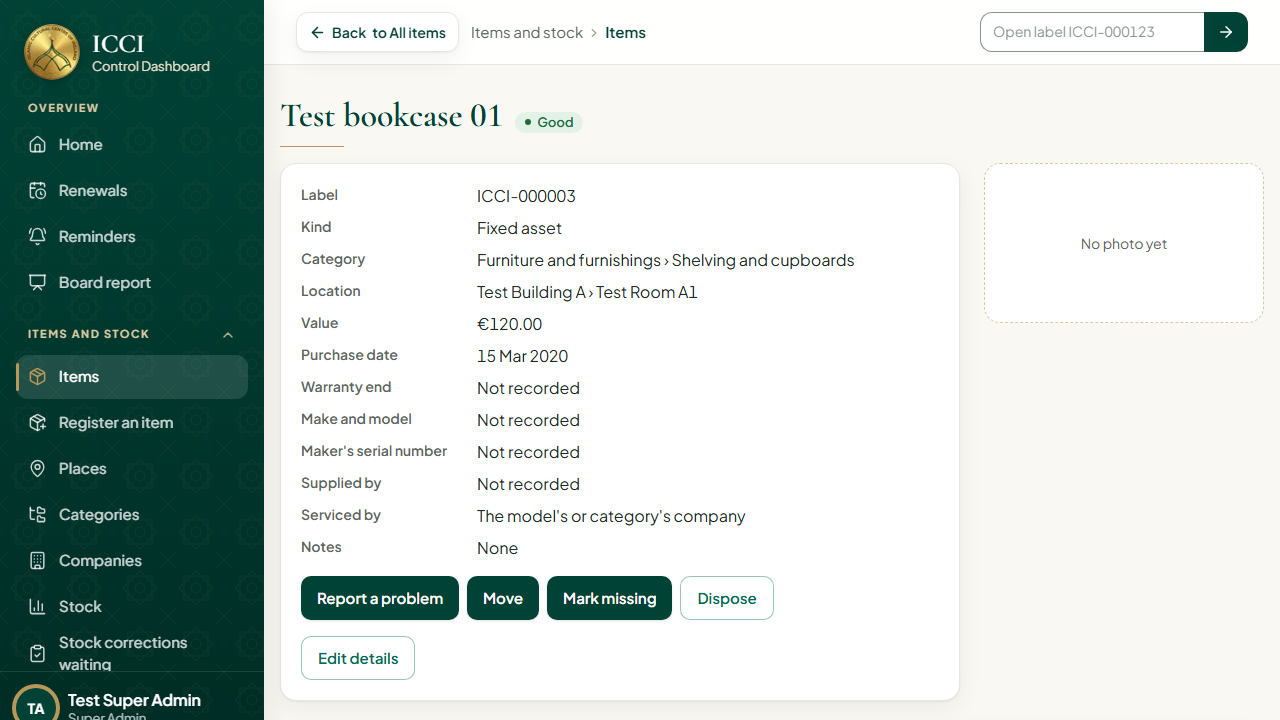 ICCI
Control Dashboard
OVERVIEW
Home
Renewals
Reminders
Board report
ITEMS AND STOCK
Items
Register an item
Places
Categories
Companies
Stock
Stock corrections
waiting
TA
Test Super Admin
Super Admin
Back to All items
Items and stock › Items
Open label ICCI-000123
Test bookcase 01
Good
Label ICCI-000003
Kind Fixed asset
Category Furniture and furnishings › Shelving and cupboards
Location Test Building A › Test Room A1
Value €120.00
Purchase date 15 Mar 2020
Warranty end Not recorded
Make and model Not recorded
Maker's serial number Not recorded
Supplied by Not recorded
Serviced by The model's or category's company
Notes None
Report a problem Move Mark missing Dispose
Edit details
No photo yet